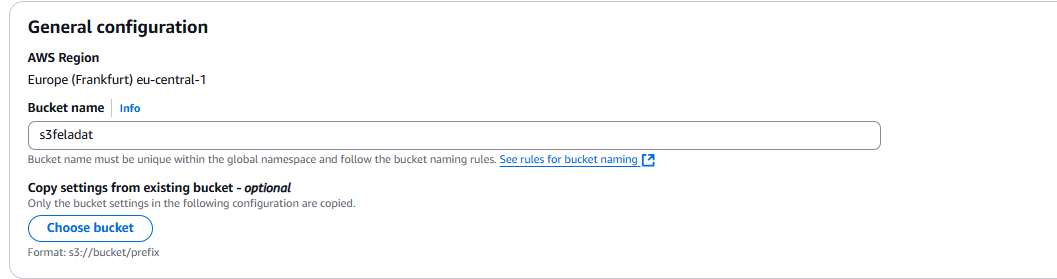 General configuration
AWS Region
Europe (Frankfurt) eu-central-1
Bucket name Info
s3feladat
Bucket name must be unique within the global namespace and follow the bucket naming rules. See rules for bucket naming
Copy settings from existing bucket - optional
Only the bucket settings in the following configuration are copied.
Choose bucket
Format: s3://bucket/prefix